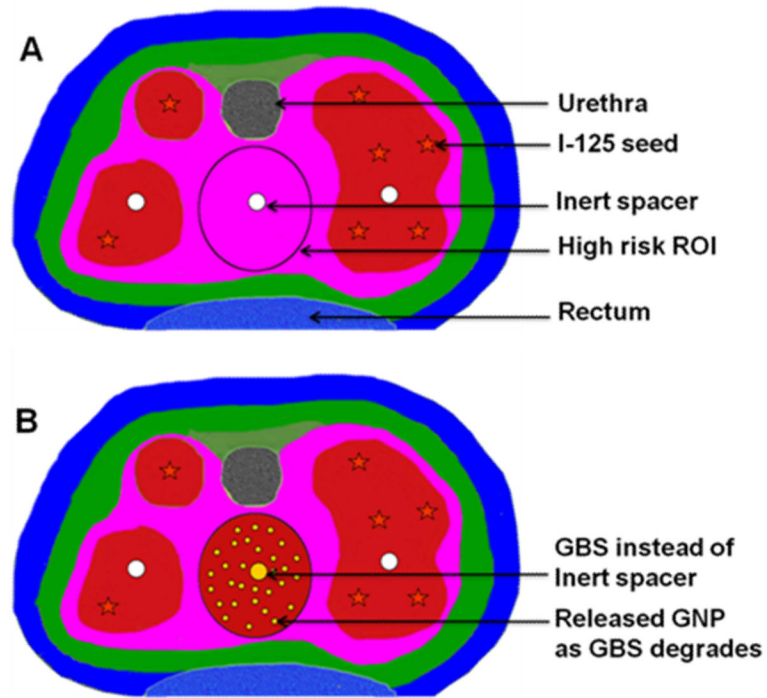 A
Urethra
I-125 seed
Inert spacer
High risk ROI
Rectum
B
GBS instead of
Inert spacer
Released GNP
as GBS degrades